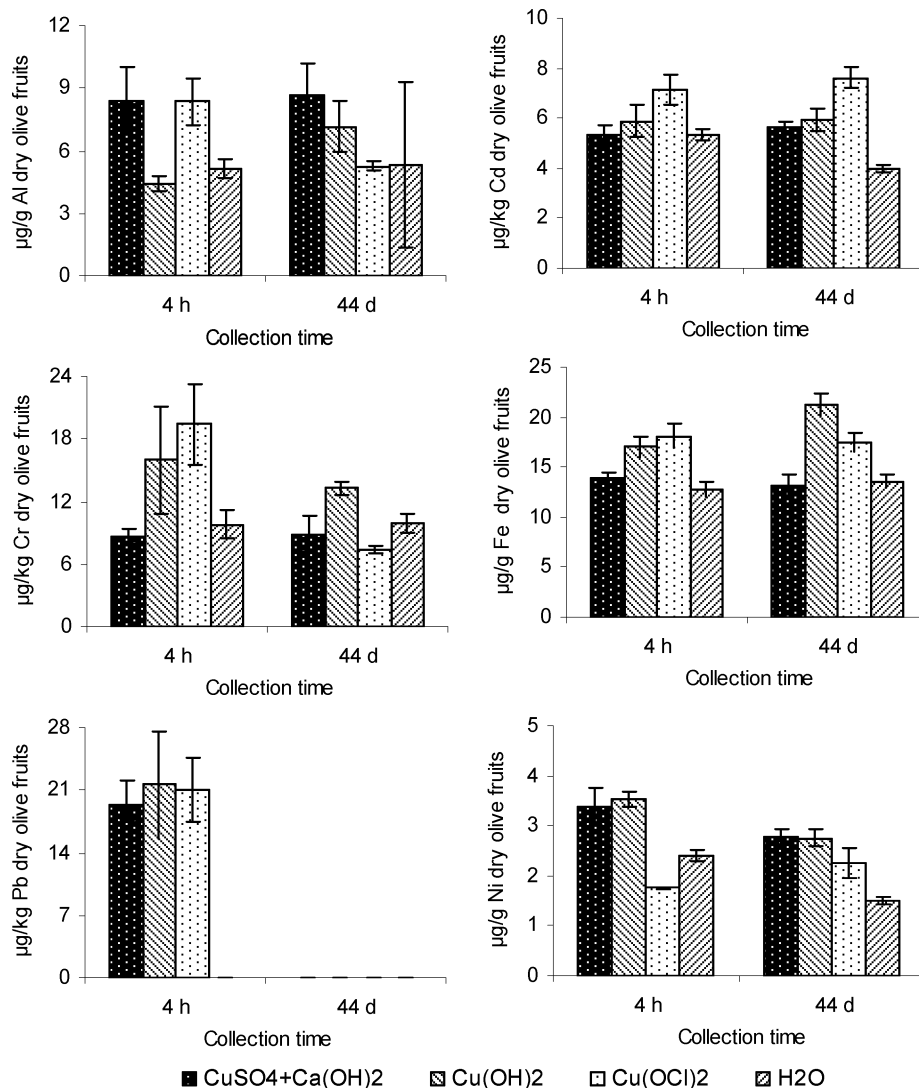 µg/g Al dry olive fruits
12
9
6
3
0
4 h 44 d
Collection time
µg/kg Cd dry olive fruits
10
8
6
4
2
0
4 h 44 d
Collection time
µg/kg Cr dry olive fruits
24
18
12
6
0
4 h 44 d
Collection time
µg/g Fe dry olive fruits
25
20
15
10
5
0
4 h 44 d
Collection time
µg/kg Pb dry olive fruits
28
21
14
7
0
4 h 44 d
Collection time
µg/g Ni dry olive fruits
5
4
3
2
1
0
4 h 44 d
Collection time
CuSO4+Ca(OH)2 Cu(OH)2 Cu(OCl)2 H2O